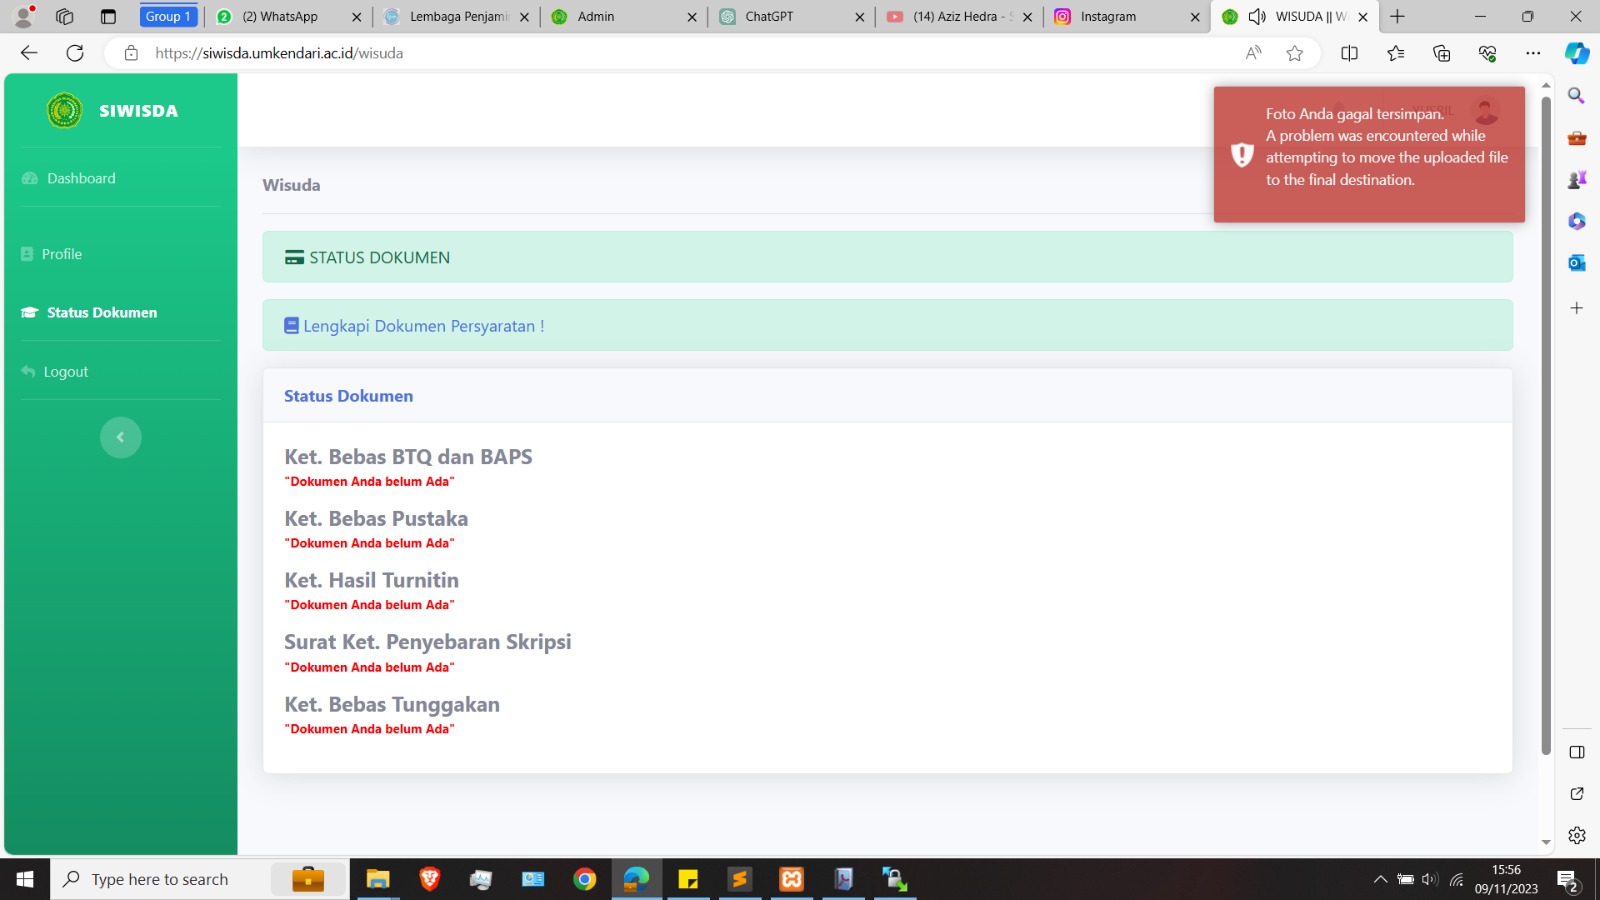 Group 1
(2) WhatsApp
Lembaga Penjami
Admin
ChatGPT
(14) Aziz Hedra - S
Instagram
WISUDA || W
https://siwisda.umkendari.ac.id/wisuda
SIWISDA
Dashboard
Profile
Status Dokumen
Logout
Foto Anda gagal tersimpan.
A problem was encountered while
attempting to move the uploaded file
to the final destination.
Wisuda
STATUS DOKUMEN
Lengkapi Dokumen Persyaratan !
Status Dokumen
Ket. Bebas BTQ dan BAPS
"Dokumen Anda belum Ada"
Ket. Bebas Pustaka
"Dokumen Anda belum Ada"
Ket. Hasil Turnitin
"Dokumen Anda belum Ada"
Surat Ket. Penyebaran Skripsi
"Dokumen Anda belum Ada"
Ket. Bebas Tunggakan
"Dokumen Anda belum Ada"
Type here to search
15:56
09/11/2023
2